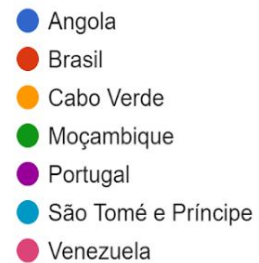 Angola
Brasil
Cabo Verde
Moçambique
Portugal
São Tomé e Príncipe
Venezuela